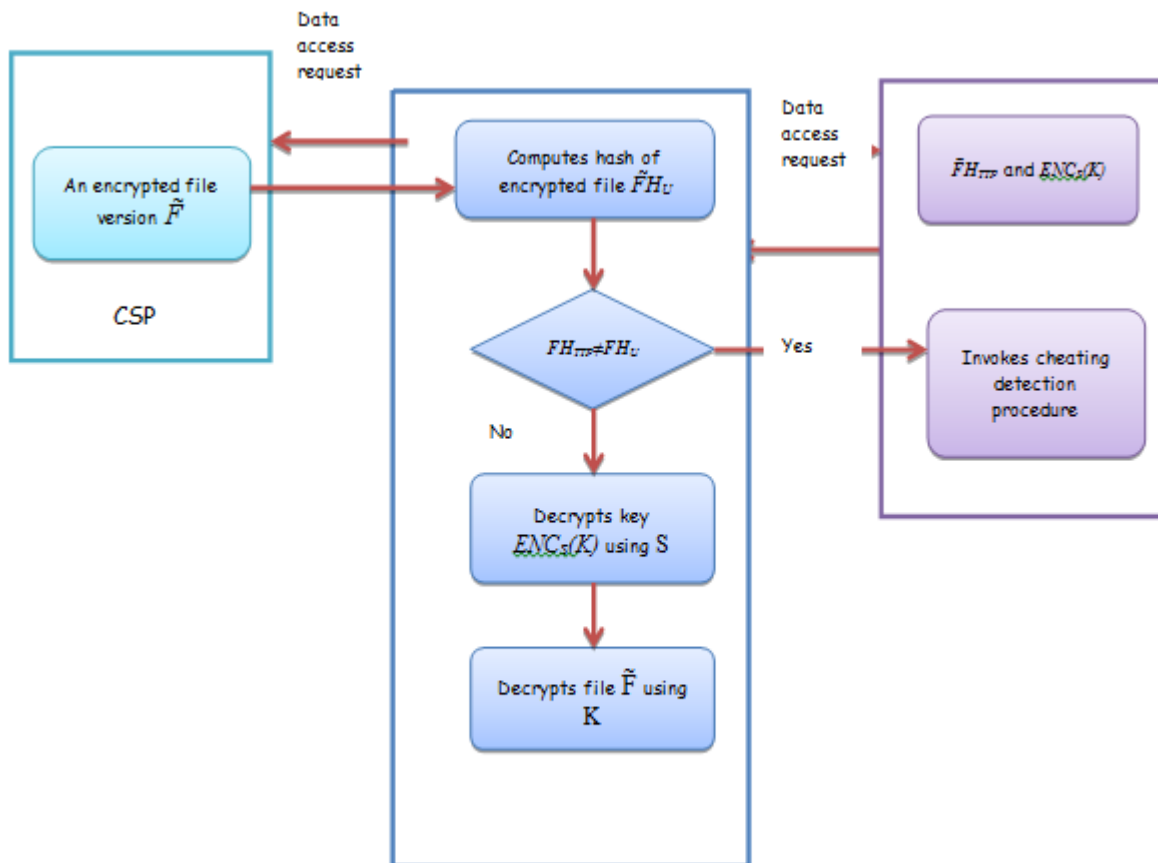 Data
access
request
An encrypted file
version F̃
CSP
Computes hash of
encrypted file F̃H_U
FH_TTP≠FH_U
Yes
No
Decrypts key
ENC_S(K) using S
Decrypts file F̃ using
K
Data
access
request
F̃H_TTP and ENC_S(K)
Invokes cheating
detection
procedure